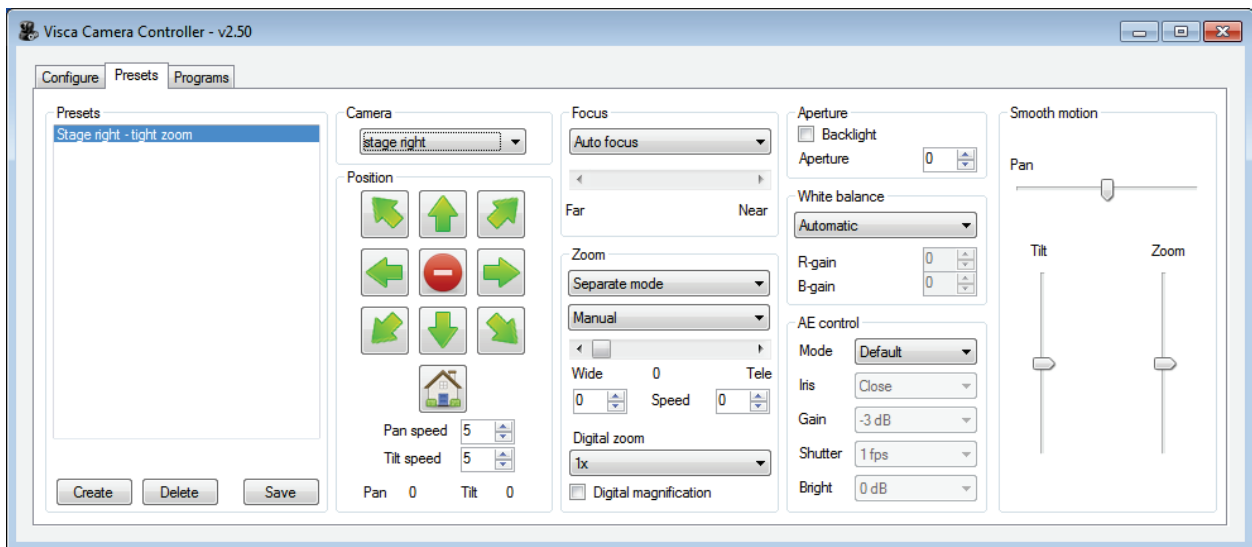 Visca Camera Controller - v2.50
Configure Presets Programs
Presets
Stage right - tight zoom
Create Delete Save
Camera
stage right
Position
Pan speed 5
Tilt speed 5
Pan 0 Tilt 0
Focus
Auto focus
Far Near
Zoom
Separate mode
Manual
Wide 0 Tele
0 Speed 0
Digital zoom
1x
Digital magnification
Aperture
Backlight
Aperture 0
White balance
Automatic
R-gain 0
B-gain 0
AE control
Mode Default
Iris Close
Gain -3 dB
Shutter 1 fps
Bright 0 dB
Smooth motion
Pan
Tilt Zoom